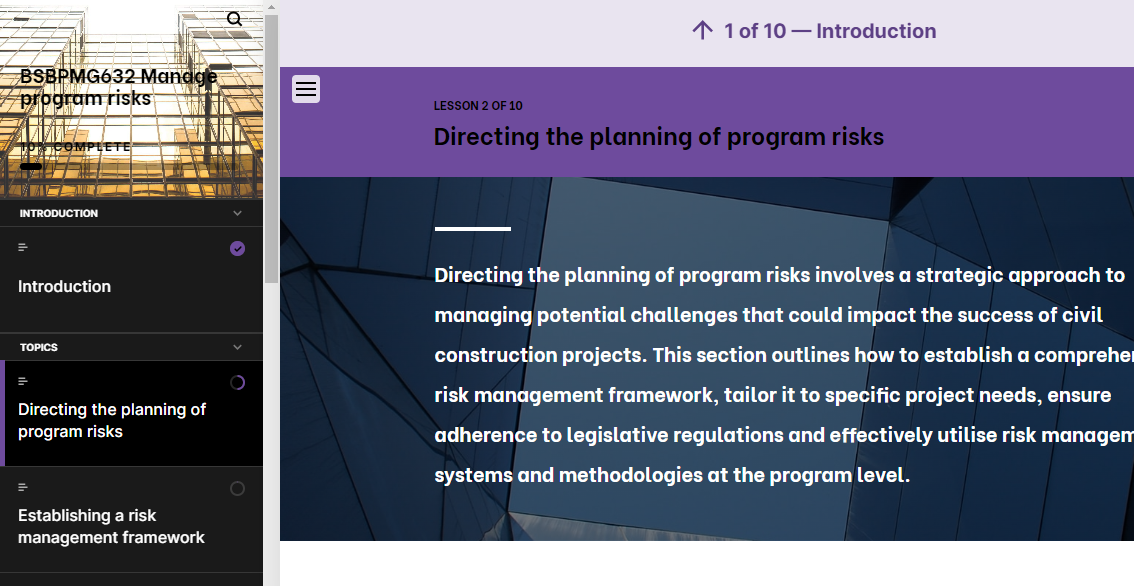 BSBPMG632 Manage
program risks
10% COMPLETE
INTRODUCTION
Introduction
TOPICS
Directing the planning of
program risks
Establishing a risk
management framework
1 of 10 — Introduction
LESSON 2 OF 10
Directing the planning of program risks
Directing the planning of program risks involves a strategic approach to
managing potential challenges that could impact the success of civil
construction projects. This section outlines how to establish a comprehen
risk management framework, tailor it to specific project needs, ensure
adherence to legislative regulations and effectively utilise risk managem
systems and methodologies at the program level.